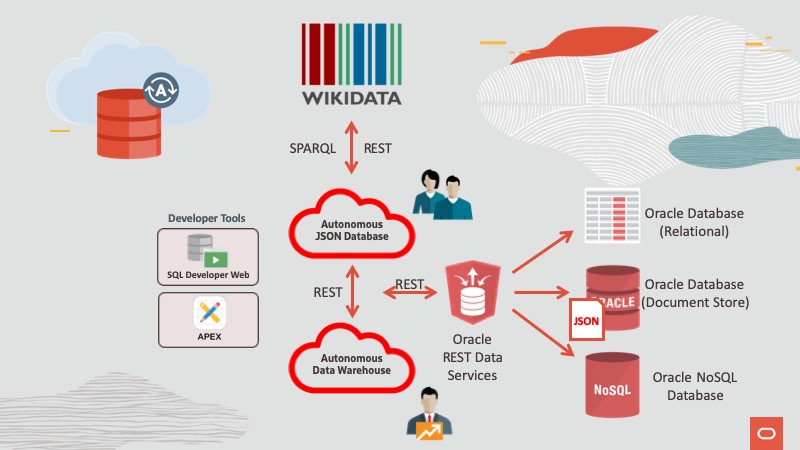 A
WIKIDATA
SPARQL
REST
Autonomous
JSON Database
Developer Tools
SQL Developer Web
APEX
REST
REST
Autonomous
Data Warehouse
Oracle
REST Data
Services
Oracle Database
(Relational)
ORACLE
JSON
Oracle Database
(Document Store)
NoSQL
Oracle NoSQL
Database